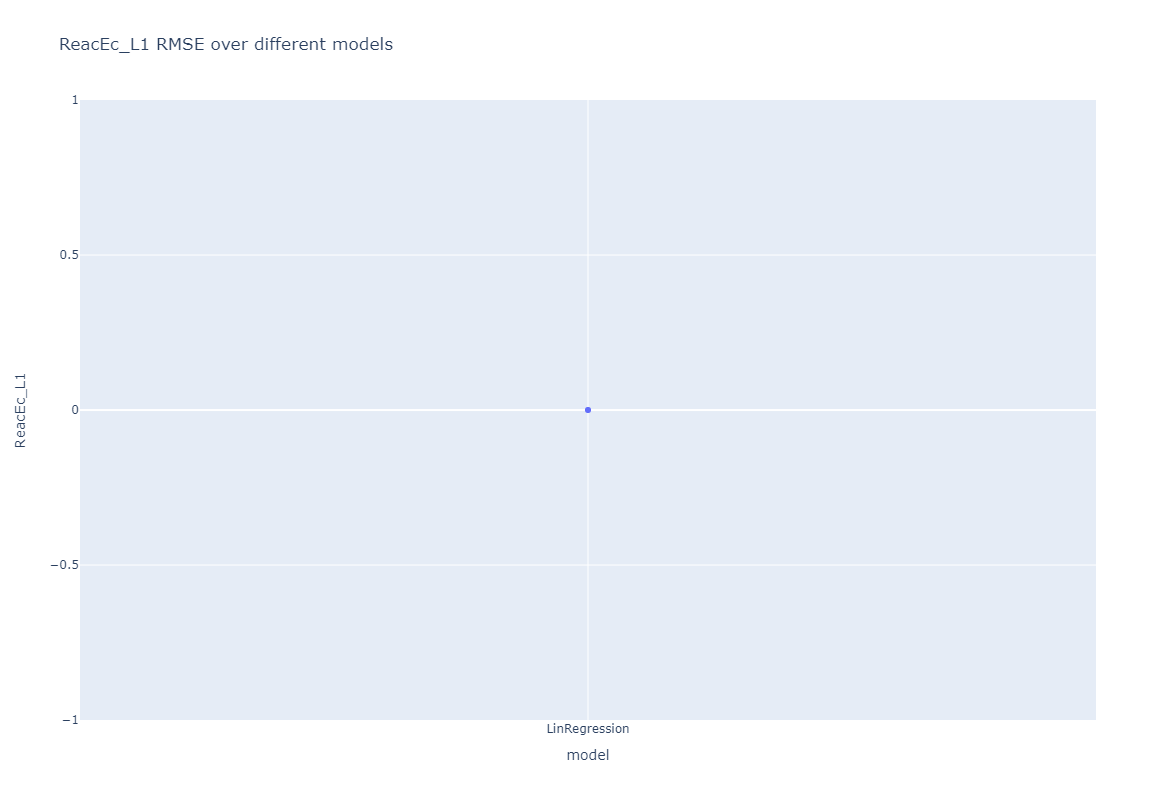 ReacEc_L1 RMSE over different models
1
0.5
0
−0.5
−1
ReacEc_L1
LinRegression
model